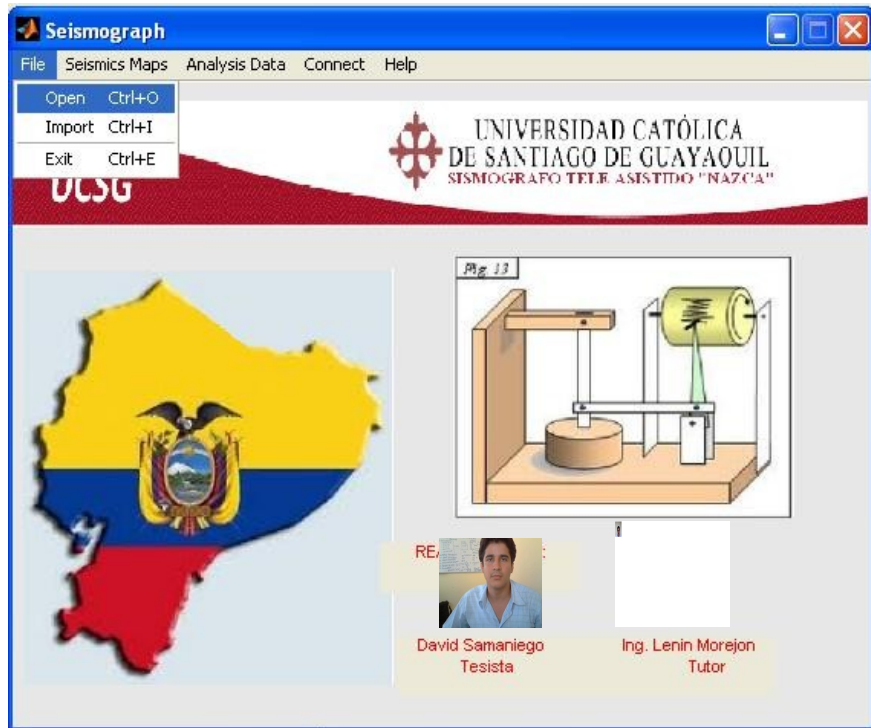 Seismograph
File Seismics Maps Analysis Data Connect Help
Open Ctrl+O
Import Ctrl+I
Exit Ctrl+E
UCSG
UNIVERSIDAD CATÓLICA
DE SANTIAGO DE GUAYAQUIL
SISMOGRAFO TELE ASISTIDO "NAZCA"
Fig. 13
David Samaniego
Tesista
Ing. Lenin Morejon
Tutor